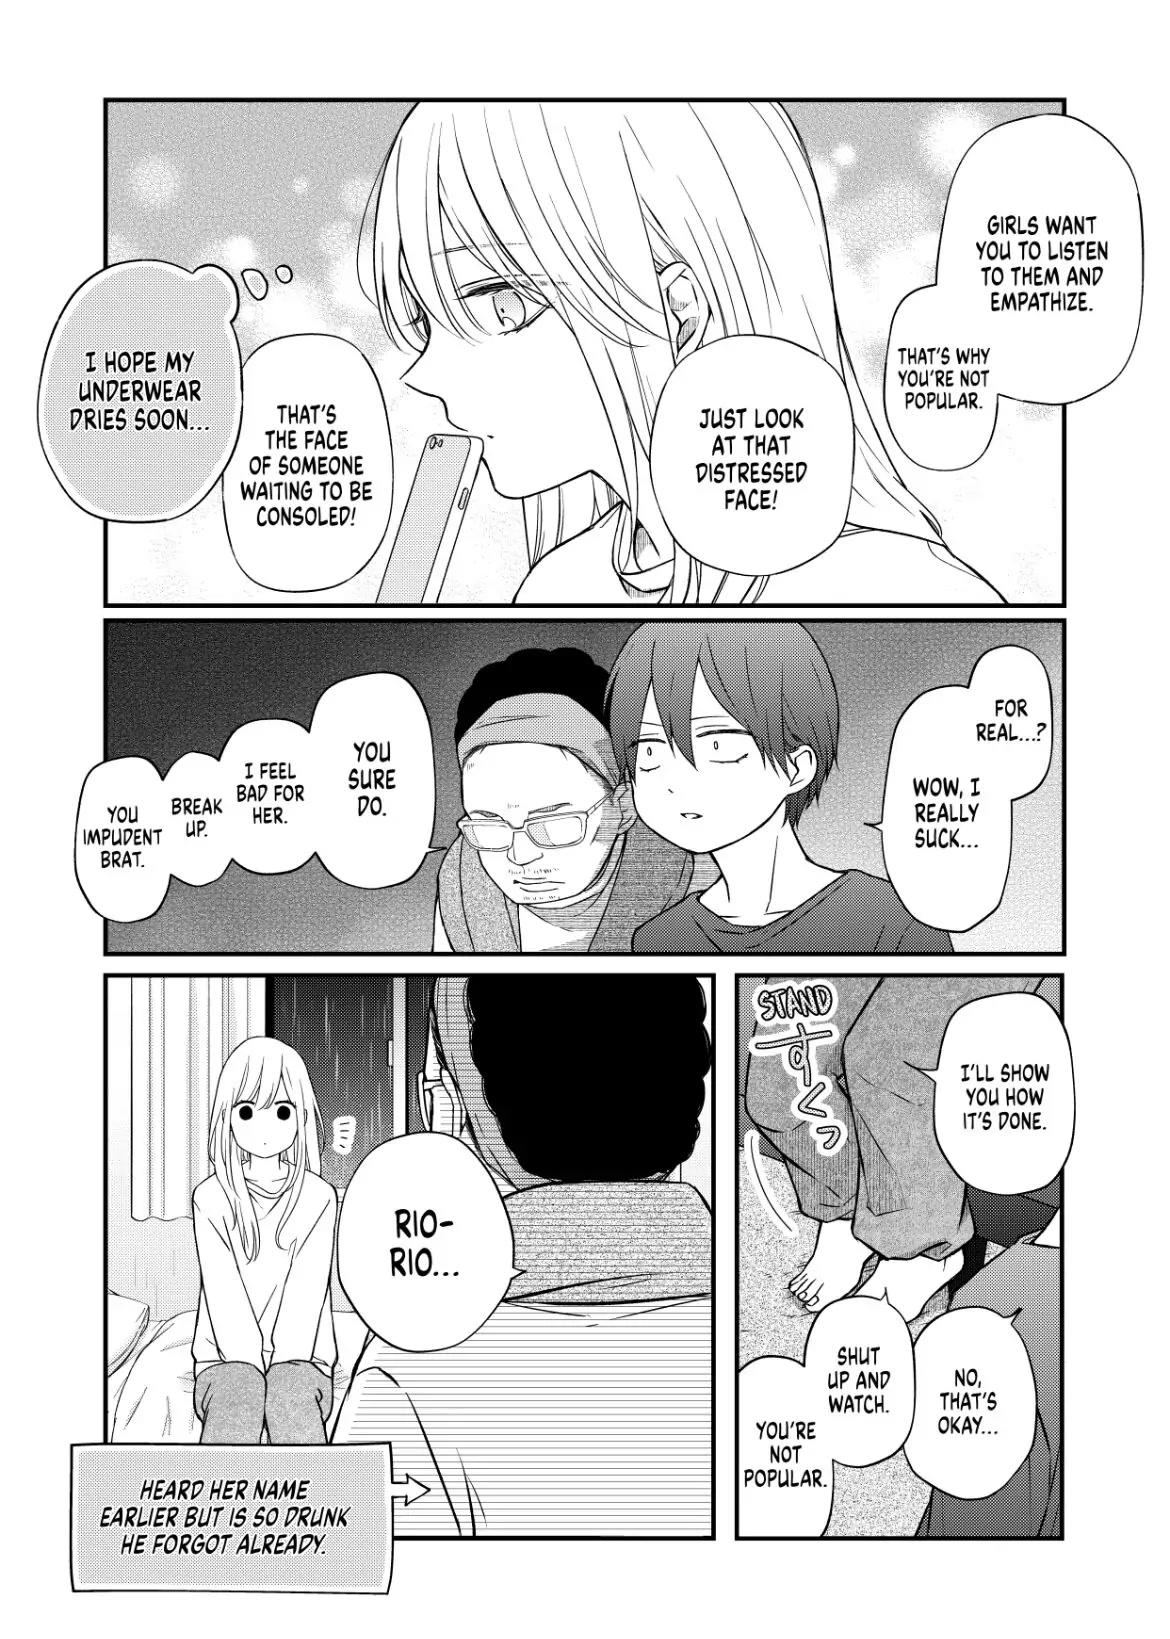 GIRLS WANT
YOU TO LISTEN
TO THEM AND
EMPATHIZE.
THAT'S WHY
YOU'RE NOT
POPULAR.
JUST LOOK
AT THAT
DISTRESSED
FACE!
THAT'S
THE FACE
OF SOMEONE
WAITING TO BE
CONSOLED!
I HOPE MY
UNDERWEAR
DRIES SOON...
FOR
REAL...?
WOW, I
REALLY
SUCK...
YOU
SURE
DO.
I FEEL
BAD FOR
HER.
BREAK
UP.
YOU
IMPUDENT
BRAT.
I'LL SHOW
YOU HOW
IT'S DONE.
STAND
すくっ
NO,
THAT'S
OKAY...
SHUT
UP AND
WATCH.
YOU'RE
NOT
POPULAR.
RIO-
RIO...
HEARD HER NAME
EARLIER BUT IS SO DRUNK
HE FORGOT ALREADY.